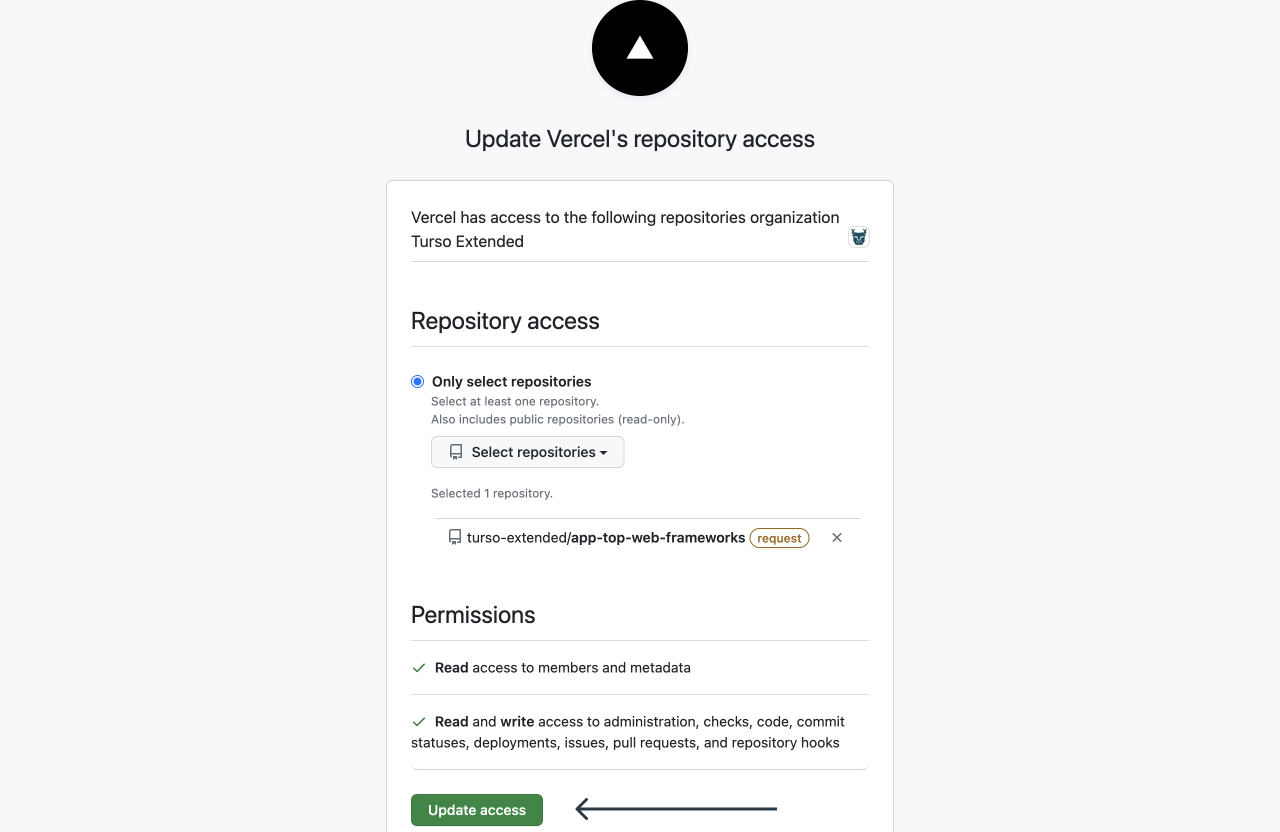 Update Vercel's repository access
Vercel has access to the following repositories organization
Turso Extended
Repository access
Only select repositories
Select at least one repository.
Also includes public repositories (read-only).
Select repositories
Selected 1 repository.
turso-extended/app-top-web-frameworks request
Permissions
Read access to members and metadata
Read and write access to administration, checks, code, commit
statuses, deployments, issues, pull requests, and repository hooks
Update access